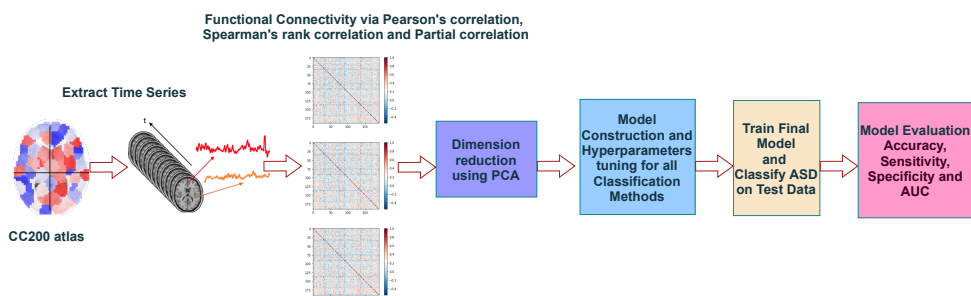 Functional Connectivity via Pearson's correlation,
Spearman's rank correlation and Partial correlation
Extract Time Series
t
CC200 atlas
Dimension
reduction
using PCA
Model
Construction and
Hyperparameters
tuning for all
Classification
Methods
Train Final
Model
and
Classify ASD
on Test Data
Model Evaluation
Accuracy,
Sensitivity,
Specificity and
AUC